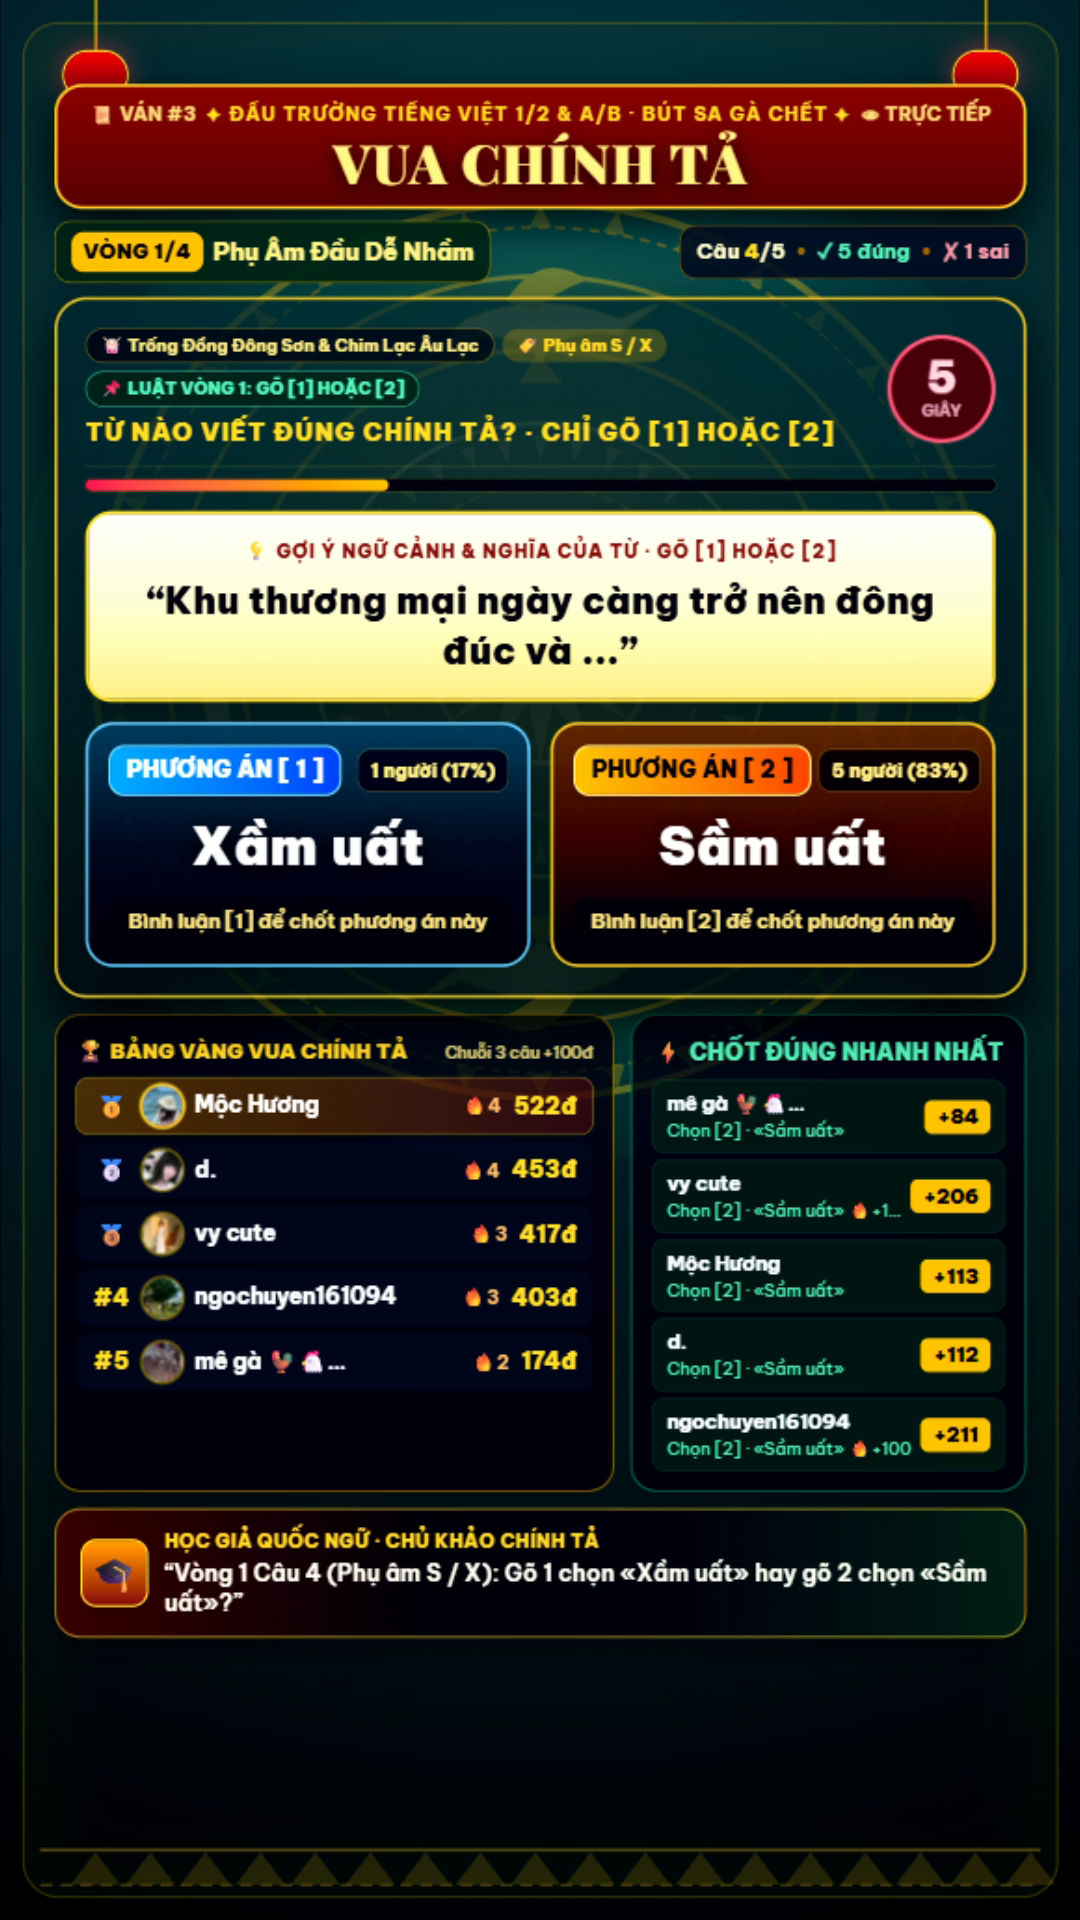 VÁN #3 ✦ ĐẤU TRƯỜNG TIẾNG VIỆT 1/2 & A/B · BÚT SA GÀ CHẾT ✦ TRỰC TIẾP
VUA CHÍNH TẢ
VÒNG 1/4 Phụ Âm Đầu Dễ Nhầm
Câu 4/5 • ✓ 5 đúng • ✗ 1 sai
Trống Đồng Đông Sơn & Chim Lạc Âu Lạc
Phụ âm S / X
LUẬT VÒNG 1: GÕ [1] HOẶC [2]
TỪ NÀO VIẾT ĐÚNG CHÍNH TẢ? · CHỈ GÕ [1] HOẶC [2]
5
GIÂY
GỢI Ý NGỮ CẢNH & NGHĨA CỦA TỪ · GÕ [1] HOẶC [2]
“Khu thương mại ngày càng trở nên đông
đúc và ...”
PHƯƠNG ÁN [ 1 ] 1 người (17%)
Xầm uất
Bình luận [1] để chốt phương án này
PHƯƠNG ÁN [ 2 ] 5 người (83%)
Sầm uất
Bình luận [2] để chốt phương án này
BẢNG VÀNG VUA CHÍNH TẢ Chuỗi 3 câu +100đ
Mộc Hương 🔥 4 522đ
d. 🔥 4 453đ
vy cute 🔥 3 417đ
#4 ngochuyen161094 🔥 3 403đ
#5 mê gà 🐓 🐔 ... 🔥 2 174đ
⚡ CHỐT ĐÚNG NHANH NHẤT
mê gà 🐓 🐔 ...
Chọn [2] · «Sầm uất»
+84
vy cute
Chọn [2] · «Sầm uất» 🔥 +1...
+206
Mộc Hương
Chọn [2] · «Sầm uất»
+113
d.
Chọn [2] · «Sầm uất»
+112
ngochuyen161094
Chọn [2] · «Sầm uất» 🔥 +100
+211
HỌC GIẢ QUỐC NGỮ · CHỦ KHẢO CHÍNH TẢ
“Vòng 1 Câu 4 (Phụ âm S / X): Gõ 1 chọn «Xầm uất» hay gõ 2 chọn «Sầm
uất»?”